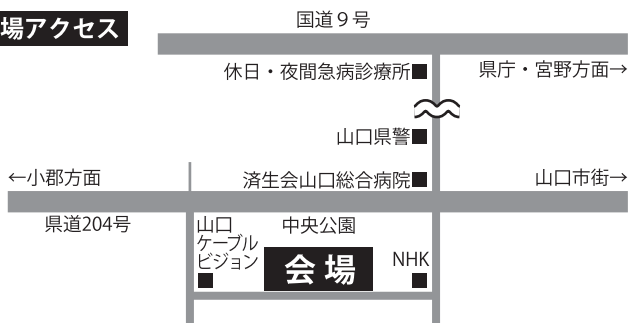 場アクセス
国道9号
休日・夜間急病診療所
県庁・宮野方面→
山口県警
←小郡方面
済生会山口総合病院
山口市街→
県道204号
山口
ケーブル
ビジョン
中央公園
会場
NHK